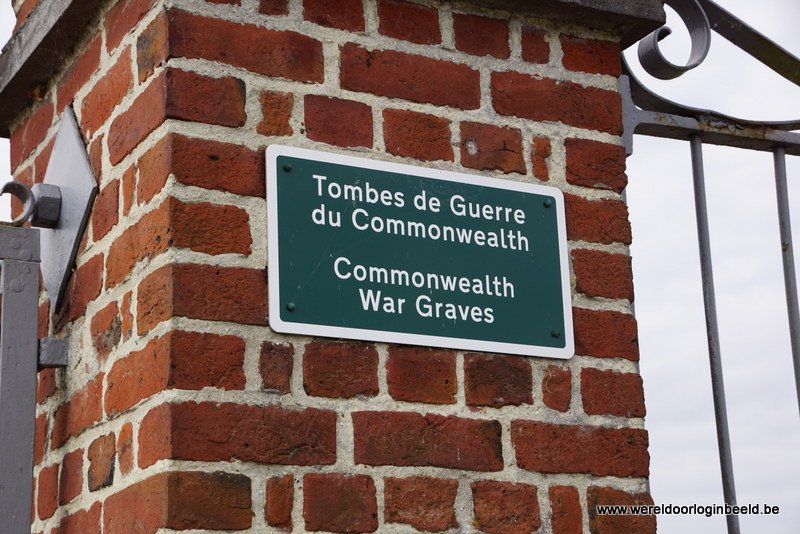 Tombes de Guerre
du Commonwealth
Commonwealth
War Graves
www.wereldoorloginbeeld.be